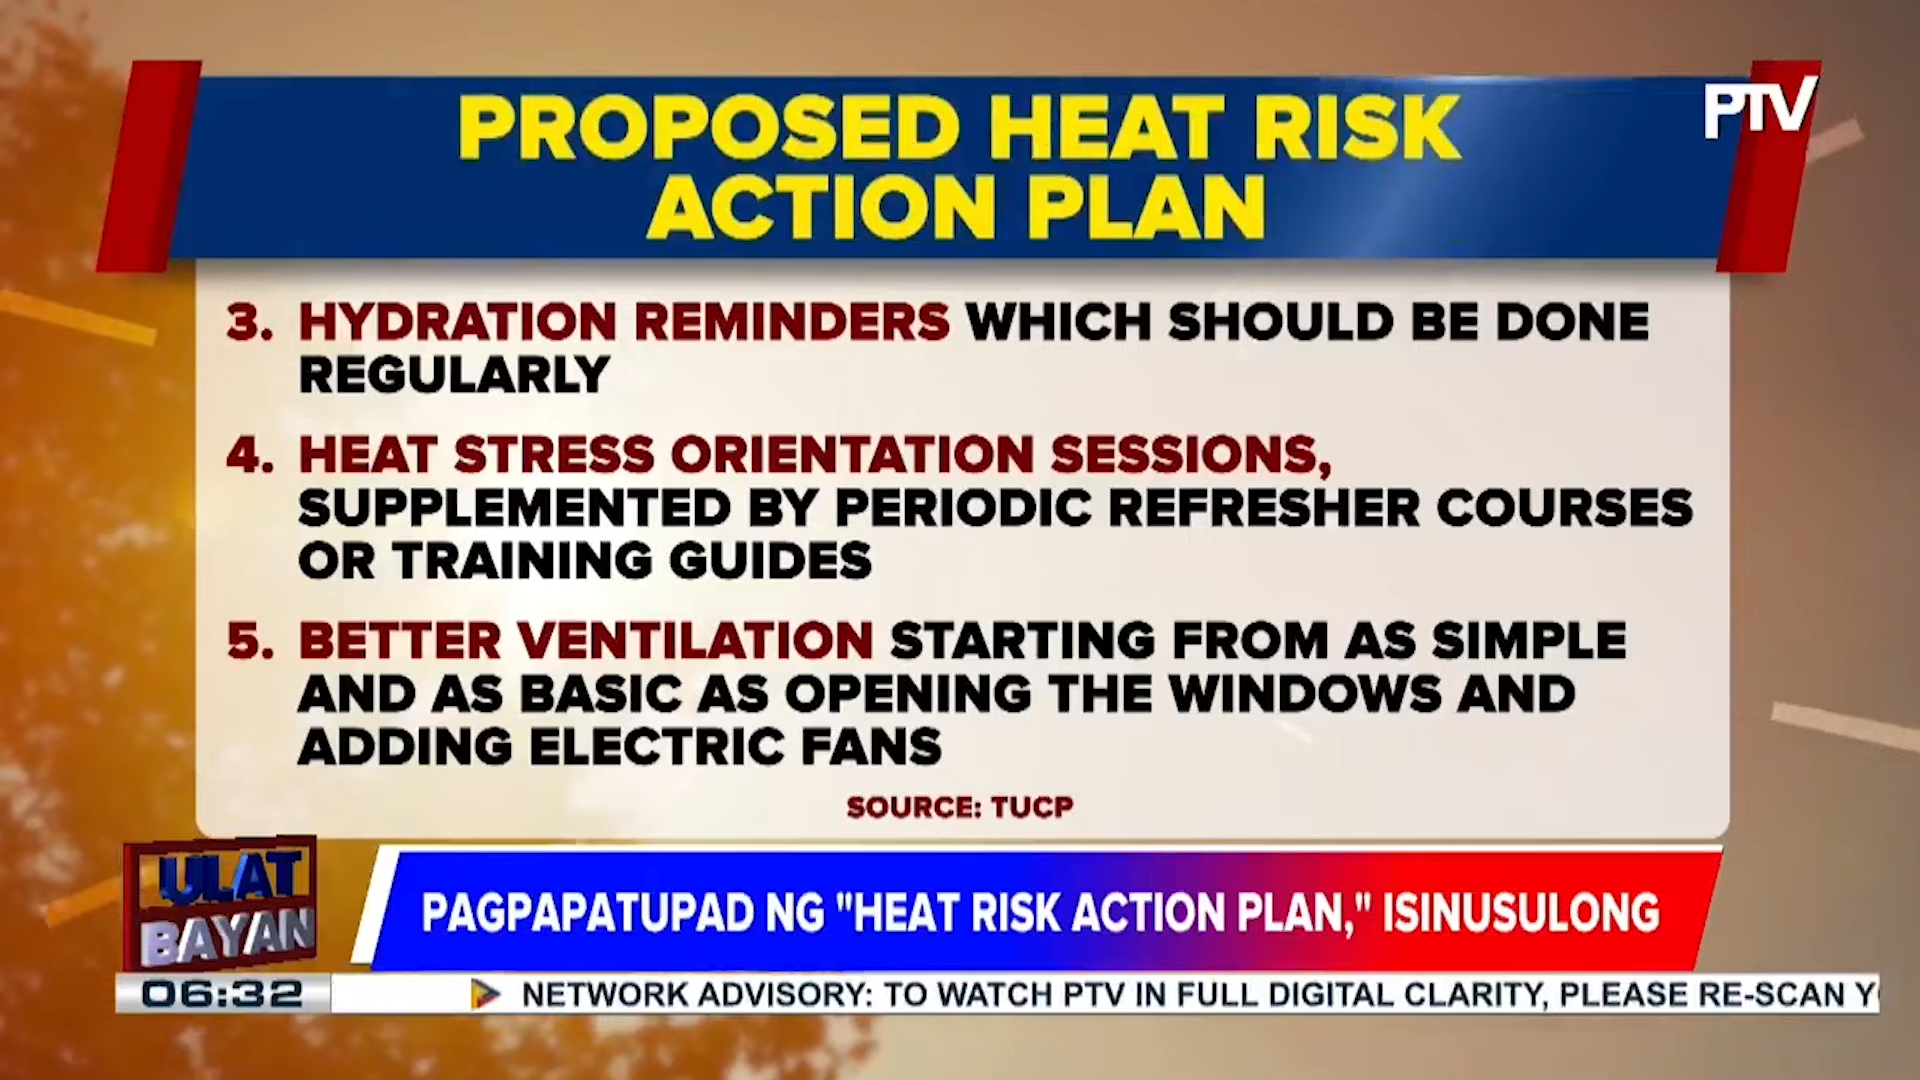 PROPOSED HEAT RISK
ACTION PLAN
PTV
3. HYDRATION REMINDERS WHICH SHOULD BE DONE
REGULARLY
4. HEAT STRESS ORIENTATION SESSIONS,
SUPPLEMENTED BY PERIODIC REFRESHER COURSES
OR TRAINING GUIDES
5. BETTER VENTILATION STARTING FROM AS SIMPLE
AND AS BASIC AS OPENING THE WINDOWS AND
ADDING ELECTRIC FANS
SOURCE: TUCP
ULAT
BAYAN
PAGPAPATUPAD NG "HEAT RISK ACTION PLAN," ISINUSULONG
06:32
NETWORK ADVISORY: TO WATCH PTV IN FULL DIGITAL CLARITY, PLEASE RE-SCAN Y